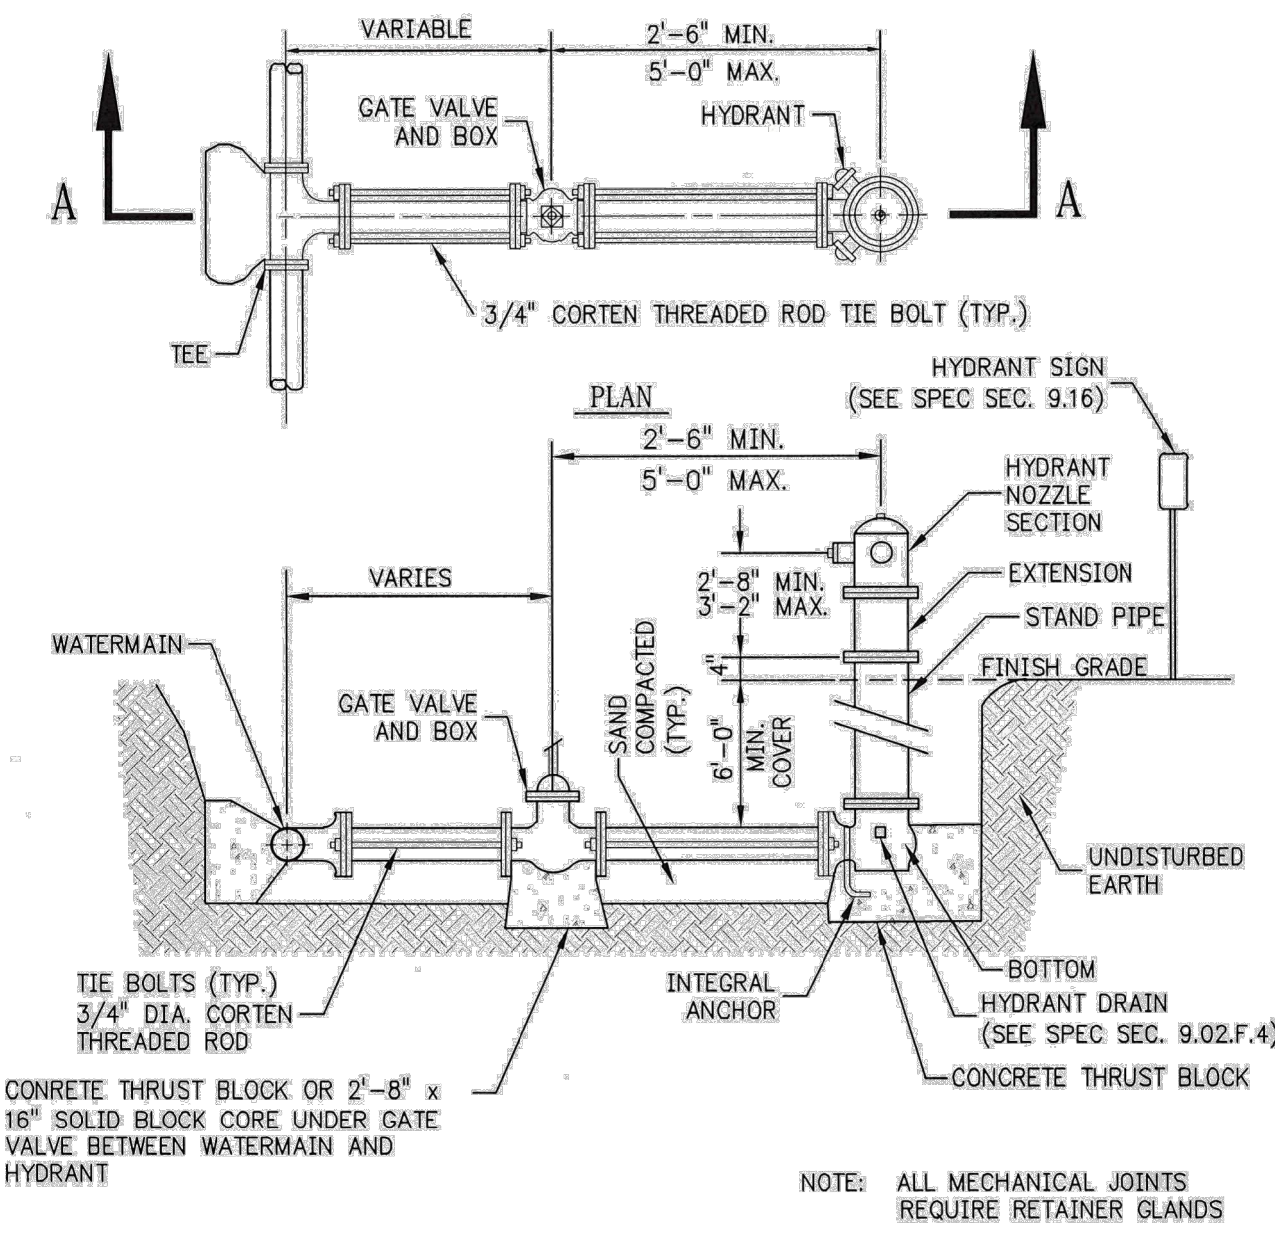 VARIABLE
2'-6" MIN.
5'-0" MAX.
GATE VALVE
AND BOX
HYDRANT
A
A
3/4" CORTEN THREADED ROD TIE BOLT (TYP.)
TEE
PLAN
HYDRANT SIGN
(SEE SPEC SEC. 9.16)
2'-6" MIN.
5'-0" MAX.
HYDRANT
NOZZLE
SECTION
VARIES
2'-8" MIN.
3'-2" MAX.
EXTENSION
STAND PIPE
WATERMAIN
SAND
COMPACTED
(TYP.)
4"
FINISH GRADE
GATE VALVE
AND BOX
6'-0"
MIN.
COVER
UNDISTURBED
EARTH
BOTTOM
TIE BOLTS (TYP.)
3/4" DIA. CORTEN
THREADED ROD
INTEGRAL
ANCHOR
HYDRANT DRAIN
(SEE SPEC SEC. 9.02.F.4)
CONCRETE THRUST BLOCK
CONRETE THRUST BLOCK OR 2'-8" x
16" SOLID BLOCK CORE UNDER GATE
VALVE BETWEEN WATERMAIN AND
HYDRANT
NOTE: ALL MECHANICAL JOINTS
REQUIRE RETAINER GLANDS